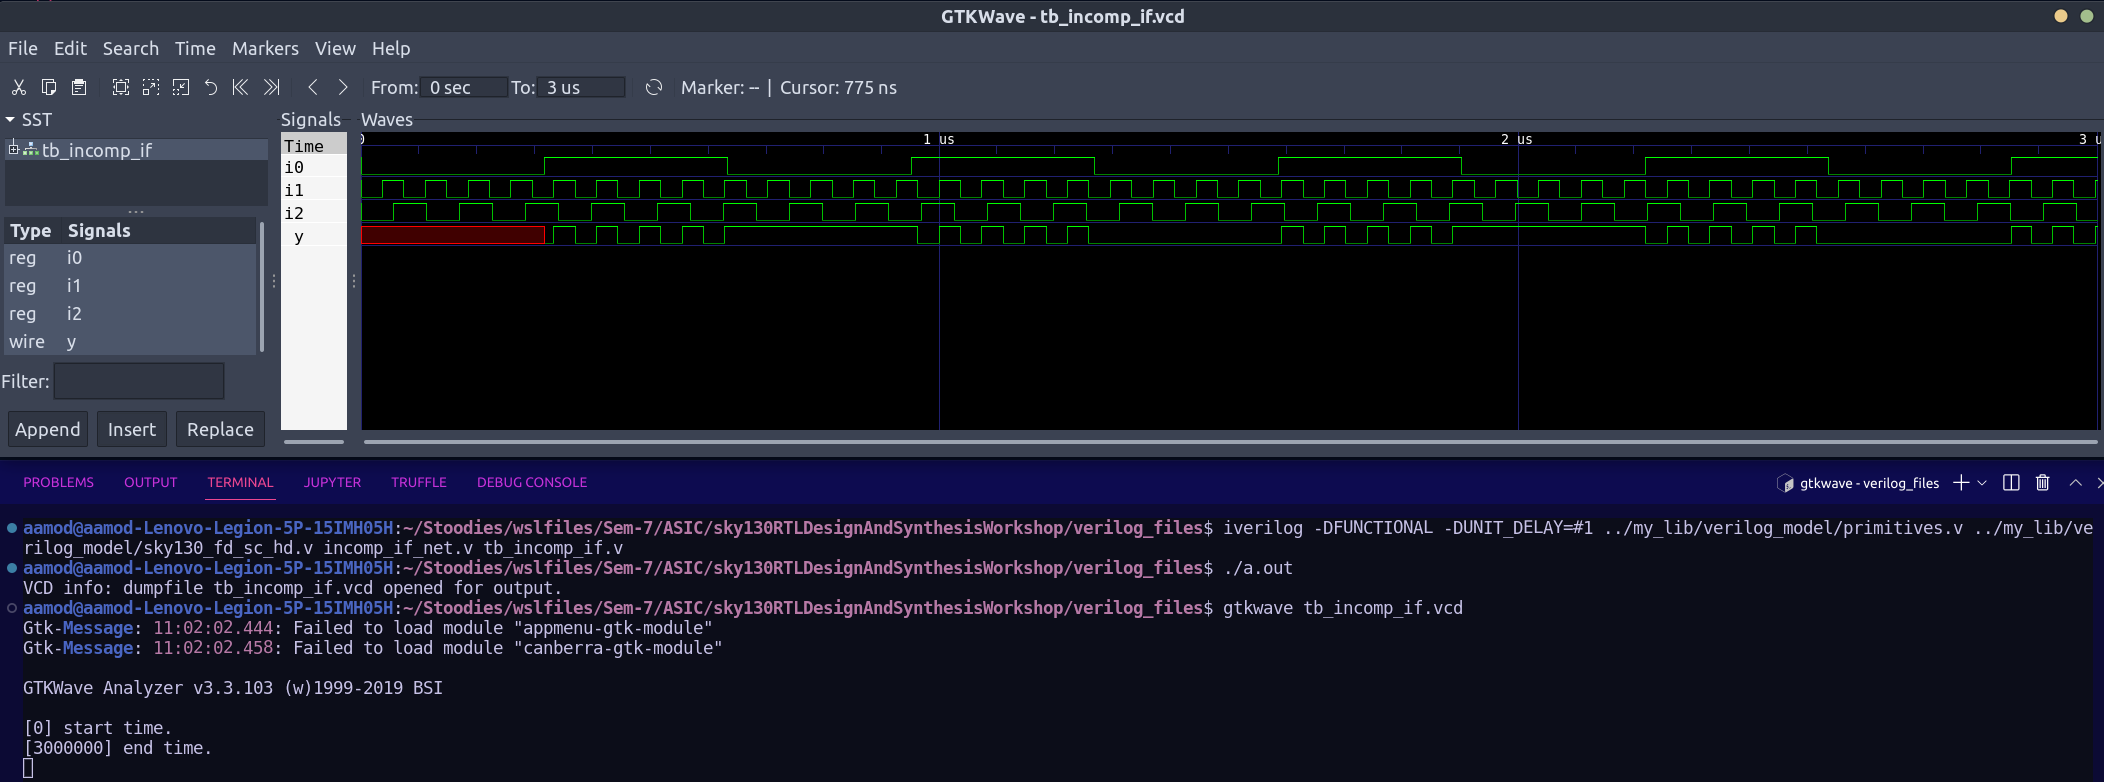 GTKWave - tb_incomp_if.vcd
File Edit Search Time Markers View Help
From: 0 sec To: 3 us Marker: -- | Cursor: 775 ns
SST
tb_incomp_if
Type Signals
reg i0
reg i1
reg i2
wire y
Filter:
Append Insert Replace
Signals
Time
i0
i1
i2
y
Waves
0 1 us 2 us 3 u
PROBLEMS OUTPUT TERMINAL JUPYTER TRUFFLE DEBUG CONSOLE gtkwave - verilog_files
aamod@aamod-Lenovo-Legion-5P-15IMH05H:~/Stoodies/wslfiles/Sem-7/ASIC/sky130RTLDesignAndSynthesisWorkshop/verilog_files$ iverilog -DFUNCTIONAL -DUNIT_DELAY=#1 ../my_lib/verilog_model/primitives.v ../my_lib/ve
rilog_model/sky130_fd_sc_hd.v incomp_if_net.v tb_incomp_if.v
aamod@aamod-Lenovo-Legion-5P-15IMH05H:~/Stoodies/wslfiles/Sem-7/ASIC/sky130RTLDesignAndSynthesisWorkshop/verilog_files$ ./a.out
VCD info: dumpfile tb_incomp_if.vcd opened for output.
aamod@aamod-Lenovo-Legion-5P-15IMH05H:~/Stoodies/wslfiles/Sem-7/ASIC/sky130RTLDesignAndSynthesisWorkshop/verilog_files$ gtkwave tb_incomp_if.vcd
Gtk-Message: 11:02:02.444: Failed to load module "appmenu-gtk-module"
Gtk-Message: 11:02:02.458: Failed to load module "canberra-gtk-module"
GTKWave Analyzer v3.3.103 (w)1999-2019 BSI
[0] start time.
[3000000] end time.